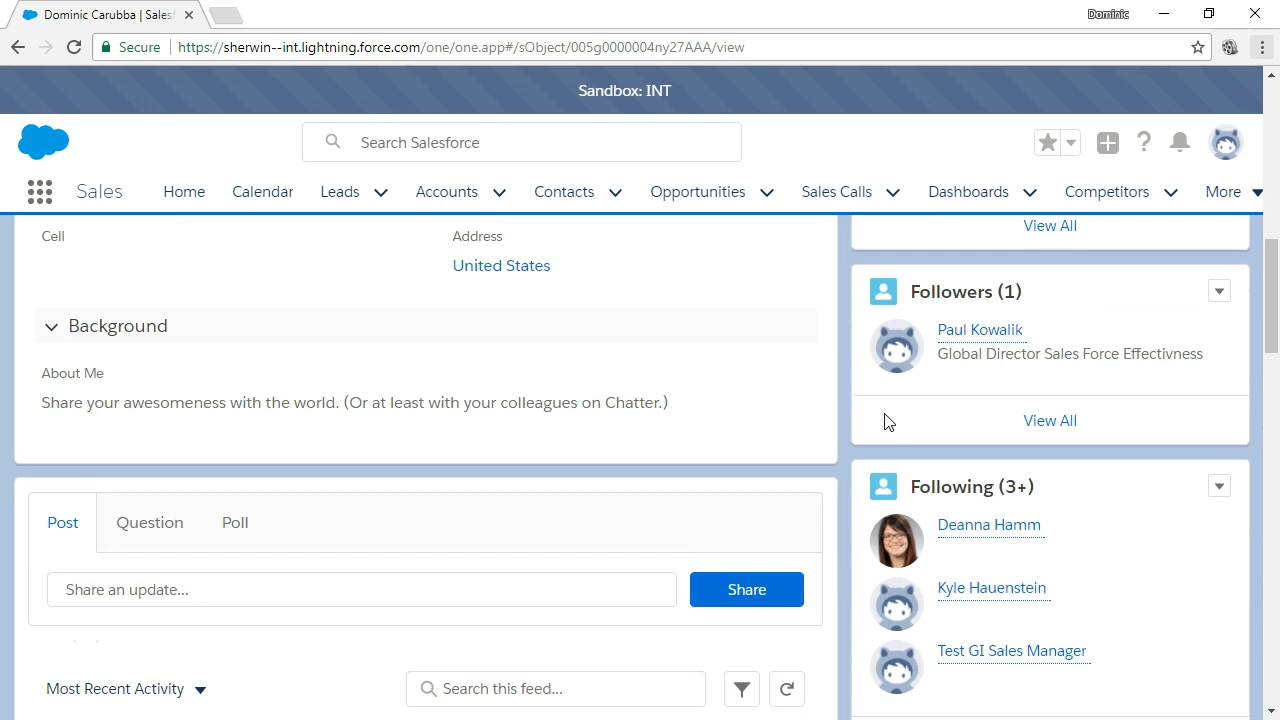 Dominic Carubba | Sales
Dominic
Secure https://sherwin--int.lightning.force.com/one/one.app#/sObject/005g0000004ny27AAA/view
Sandbox: INT
Search Salesforce
Sales Home Calendar Leads Accounts Contacts Opportunities Sales Calls Dashboards Competitors More
Cell
Address
United States
Background
About Me
Share your awesomeness with the world. (Or at least with your colleagues on Chatter.)
Post Question Poll
Share an update...
Share
Most Recent Activity
Search this feed...
View All
Followers (1)
Paul Kowalik
Global Director Sales Force Effectivness
View All
Following (3+)
Deanna Hamm
Kyle Hauenstein
Test GI Sales Manager